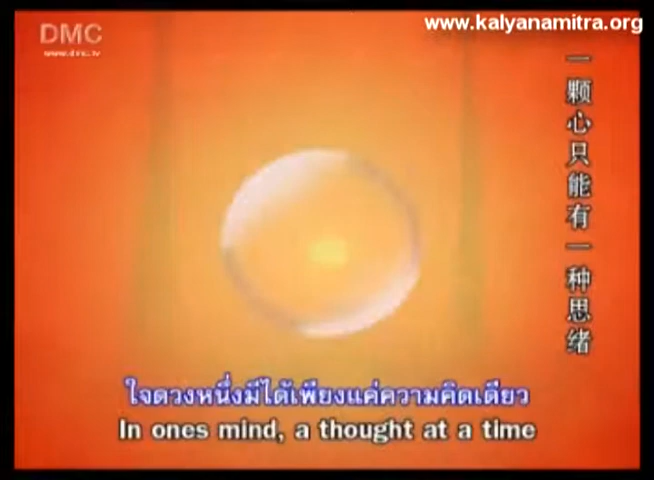 DMC
www.dmc.tv
www.kalyanamitra.org
一颗心只能有一种思绪
ใจดวงหนึ่งมีได้เพียงแค่ความคิดเดียว
In ones mind, a thought at a time